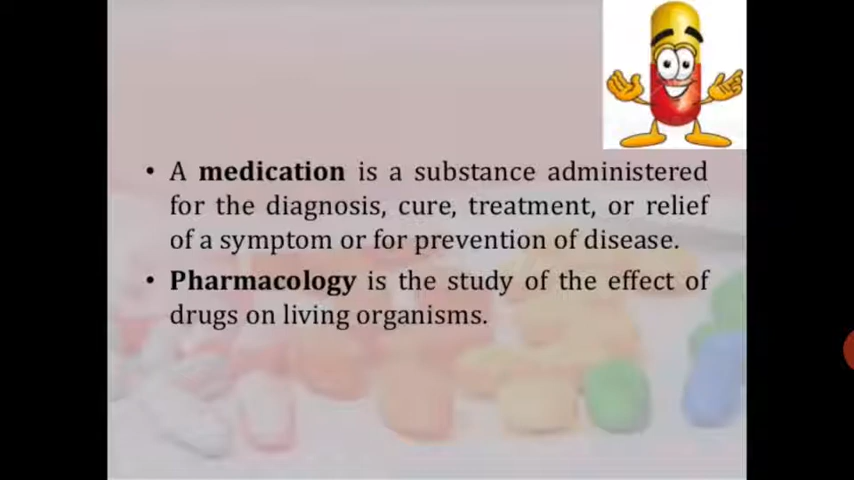 • A medication is a substance administered
for the diagnosis, cure, treatment, or relief
of a symptom or for prevention of disease.
• Pharmacology is the study of the effect of
drugs on living organisms.